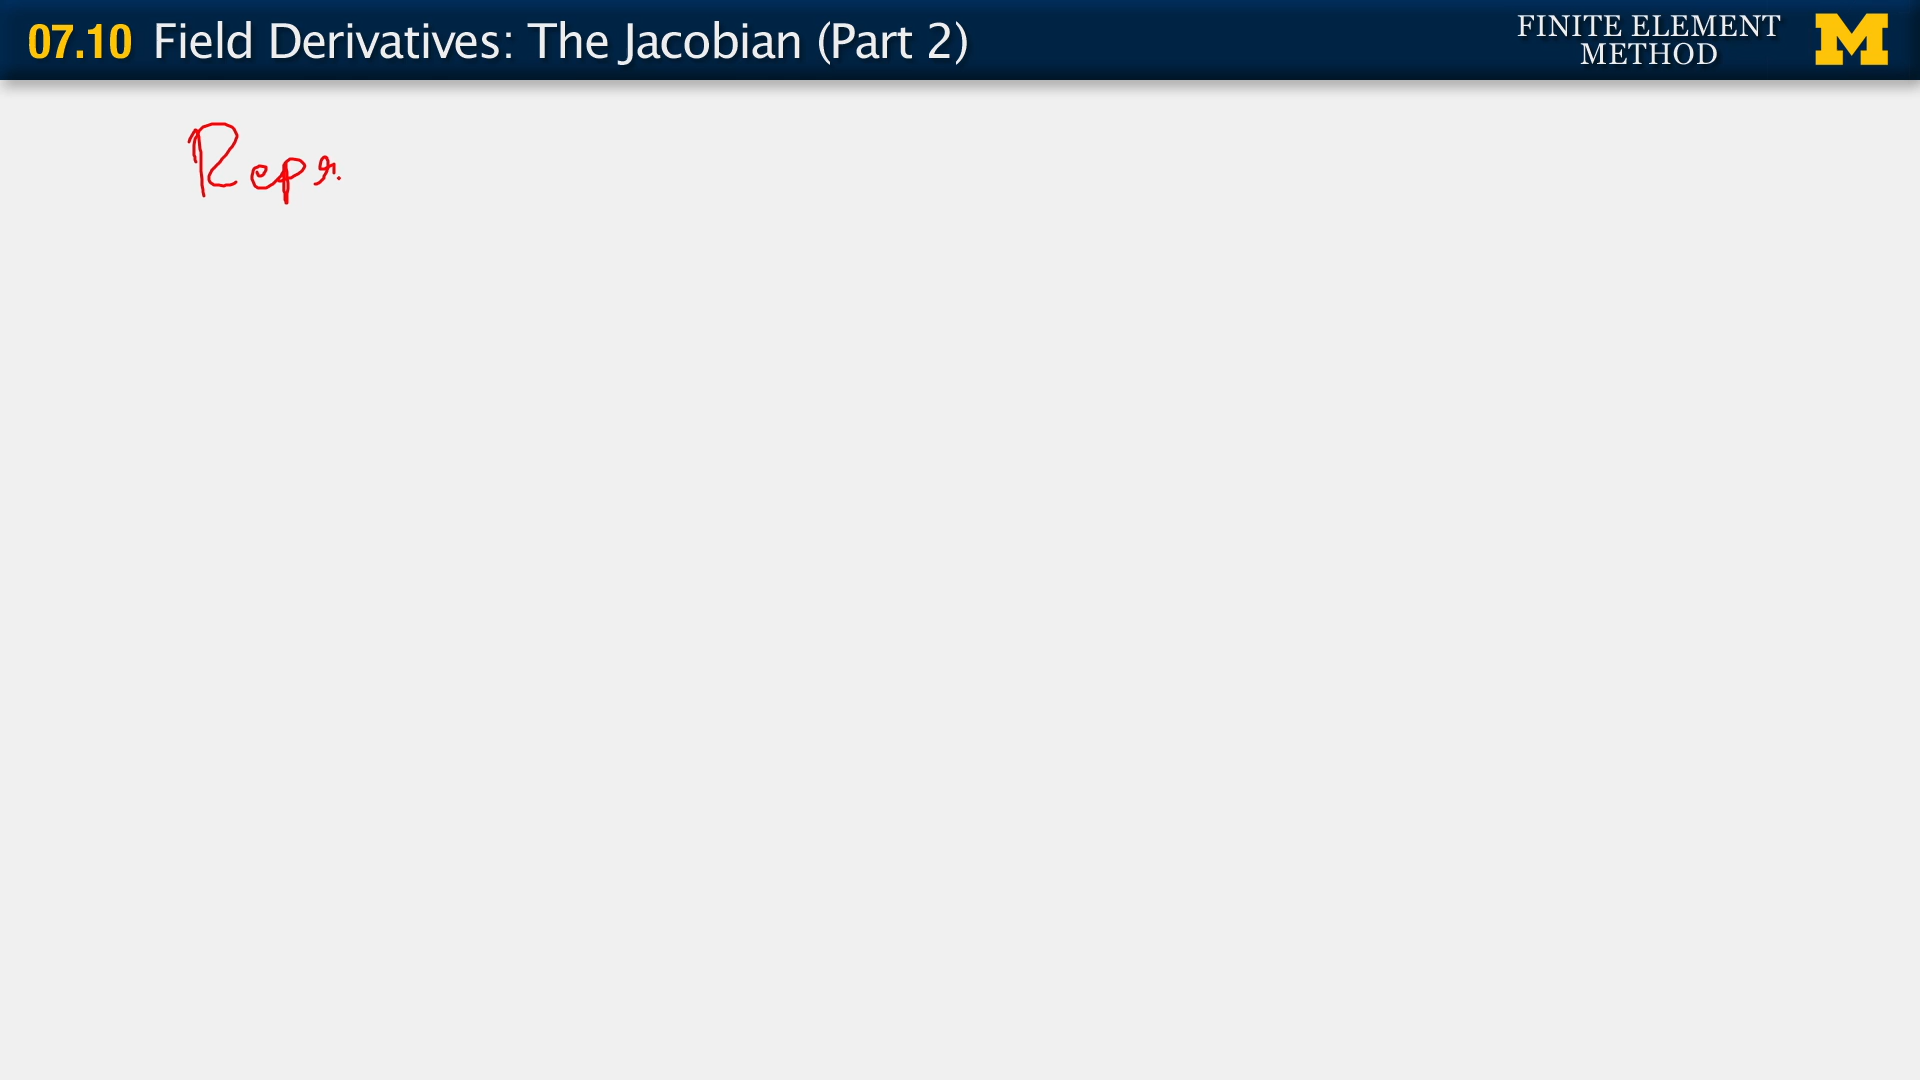 07.10 Field Derivatives: The Jacobian (Part 2)
FINITE ELEMENT
METHOD
M
Repr